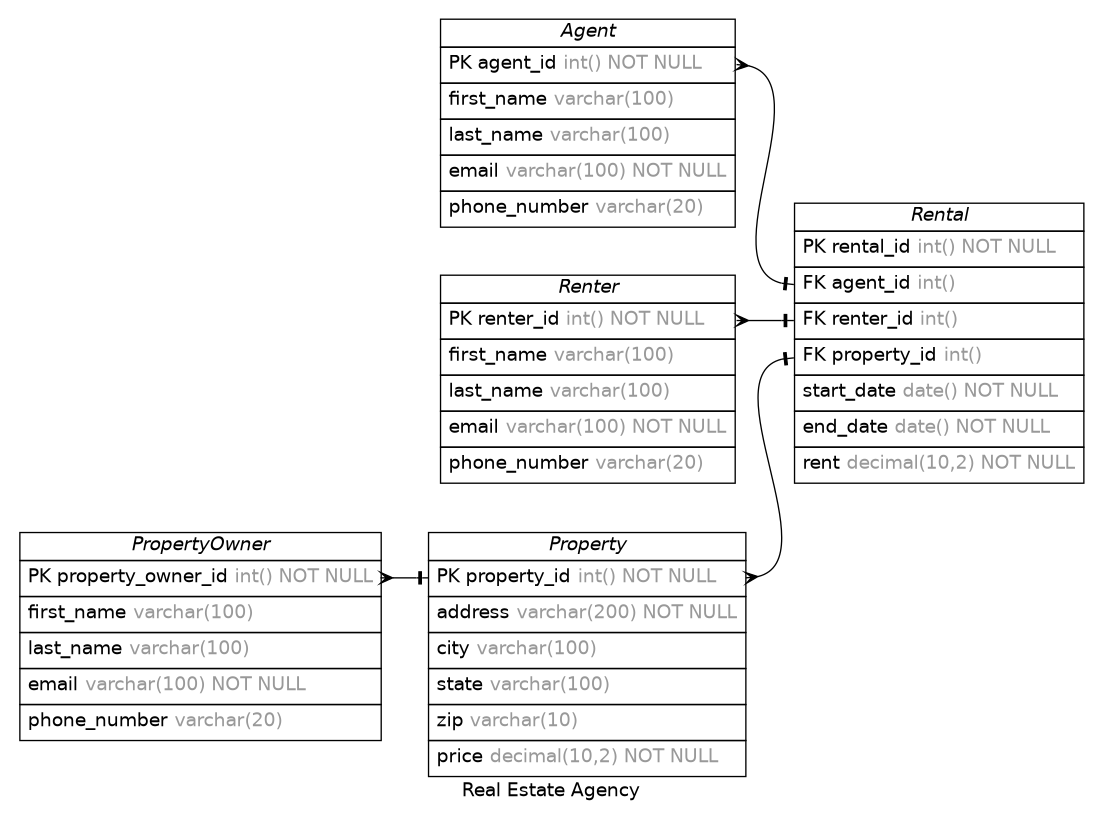 Agent
PK agent_id int() NOT NULL
first_name varchar(100)
last_name varchar(100)
email varchar(100) NOT NULL
phone_number varchar(20)
Rental
PK rental_id int() NOT NULL
FK agent_id int()
FK renter_id int()
FK property_id int()
start_date date() NOT NULL
end_date date() NOT NULL
rent decimal(10,2) NOT NULL
Renter
PK renter_id int() NOT NULL
first_name varchar(100)
last_name varchar(100)
email varchar(100) NOT NULL
phone_number varchar(20)
PropertyOwner
PK property_owner_id int() NOT NULL
first_name varchar(100)
last_name varchar(100)
email varchar(100) NOT NULL
phone_number varchar(20)
Property
PK property_id int() NOT NULL
address varchar(200) NOT NULL
city varchar(100)
state varchar(100)
zip varchar(10)
price decimal(10,2) NOT NULL
Real Estate Agency